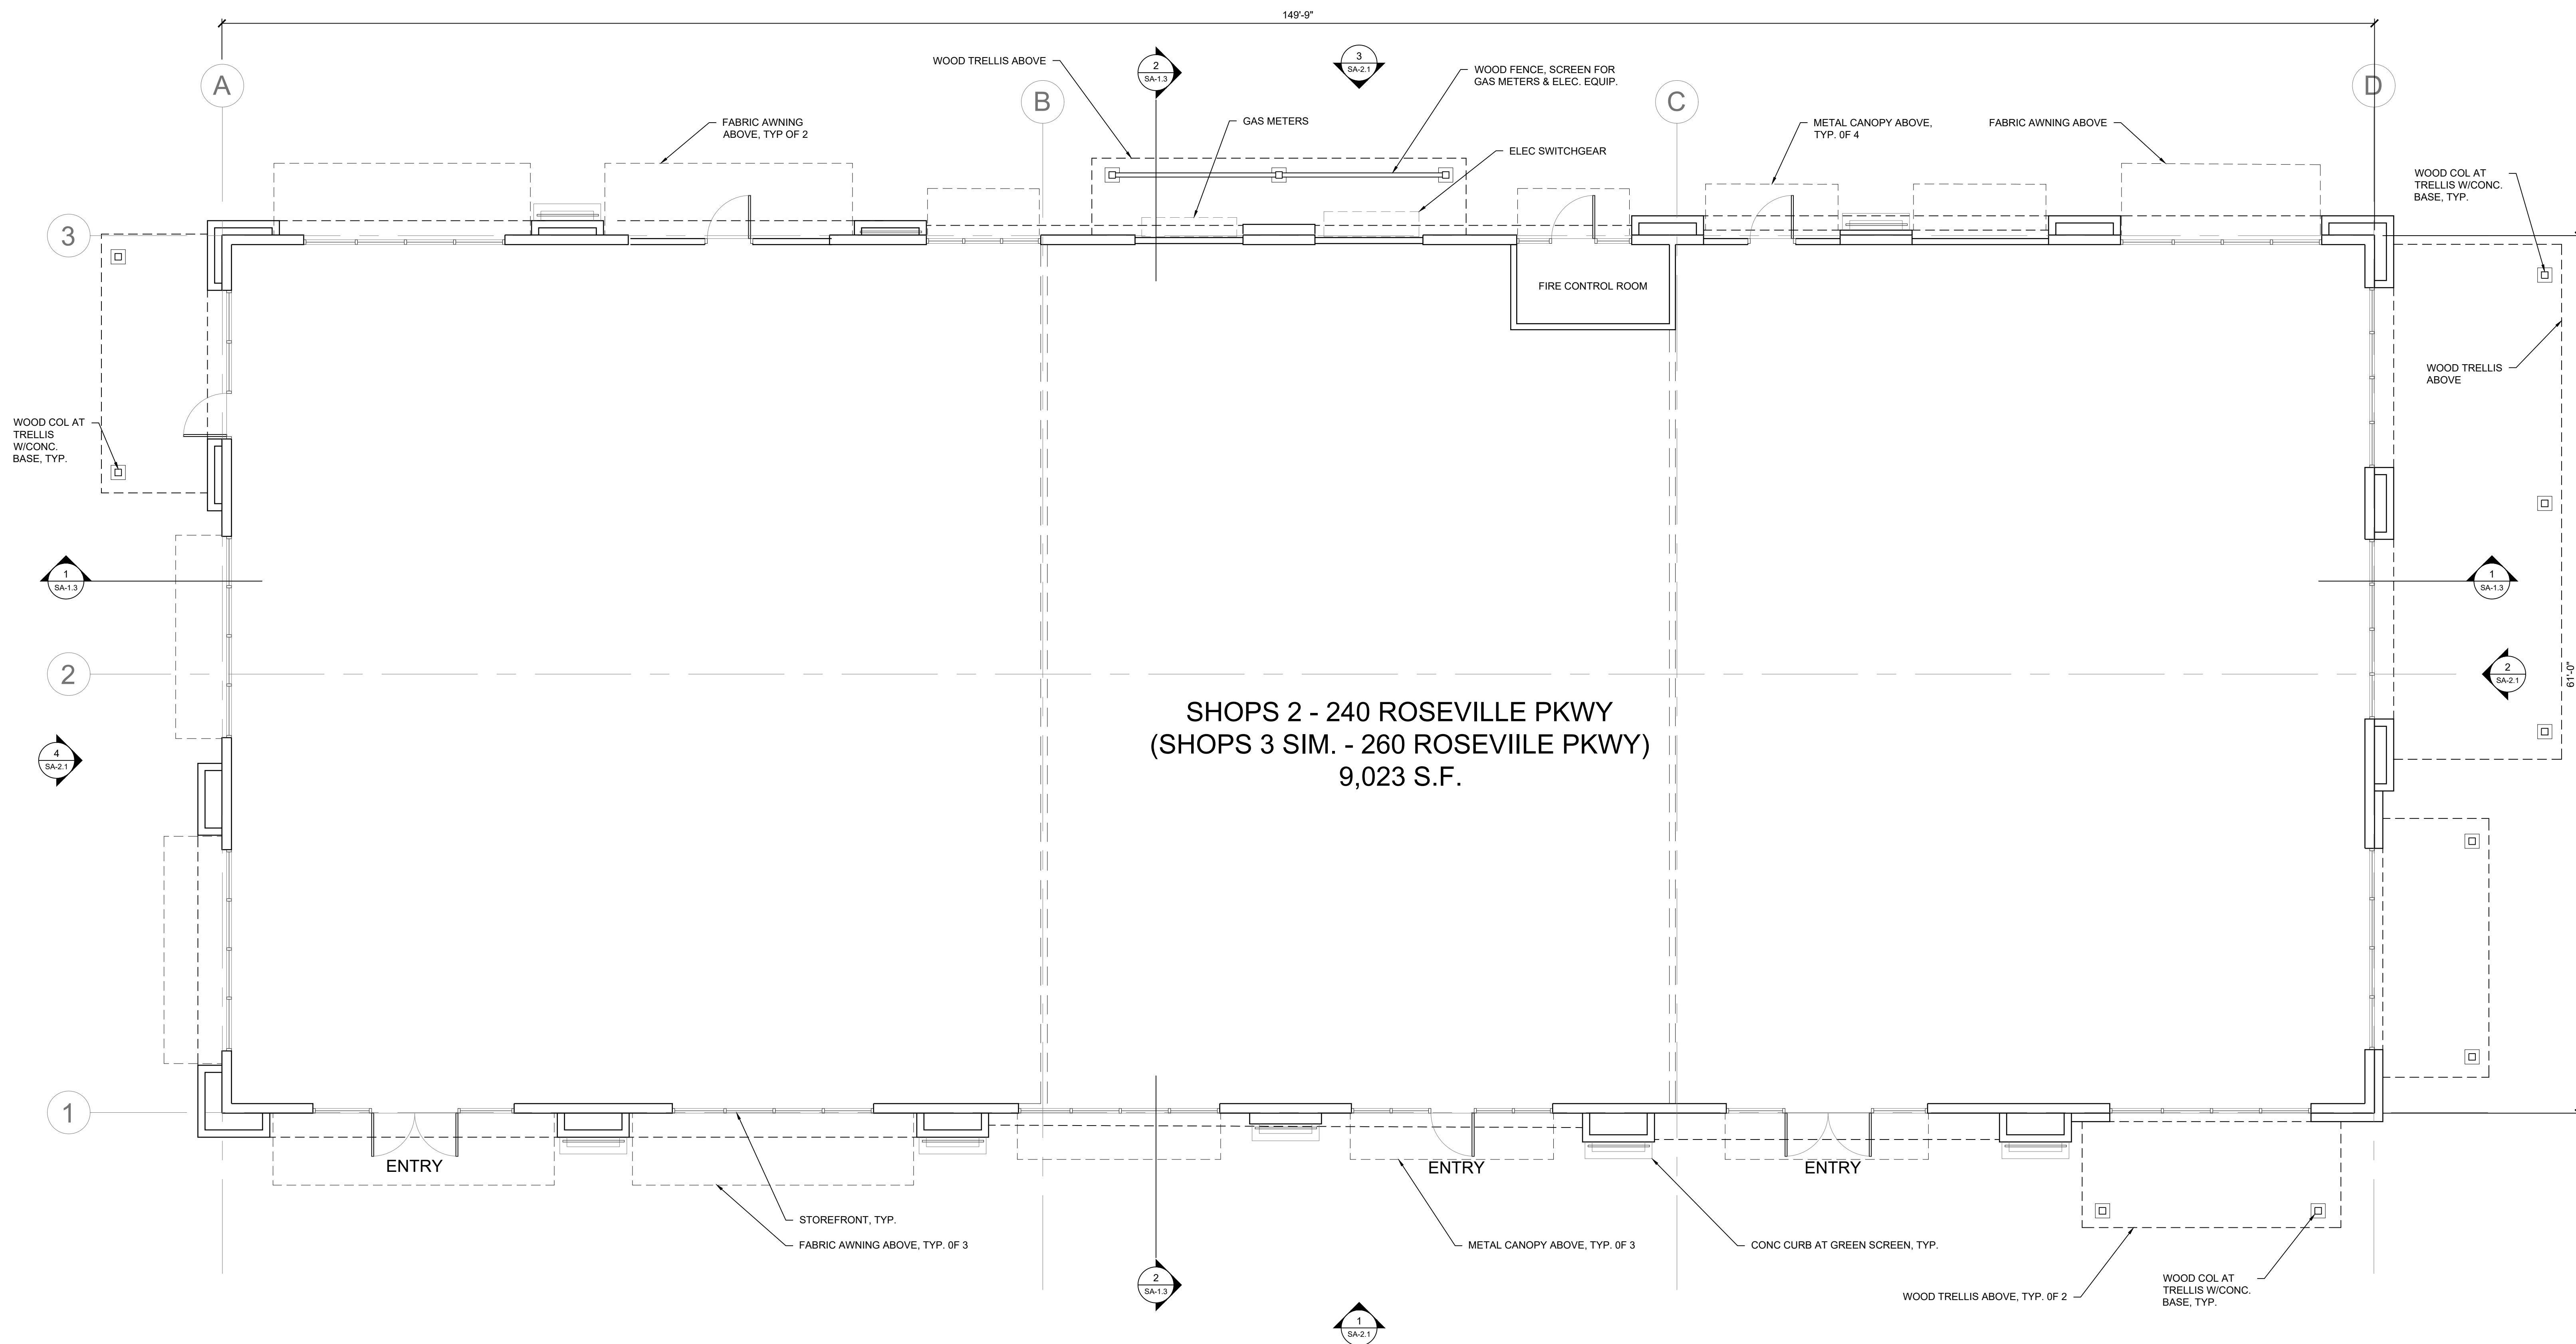 149'-9"
A
B
C
D
WOOD TRELLIS ABOVE
2
SA-1.3
3
SA-2.1
WOOD FENCE, SCREEN FOR
GAS METERS & ELEC. EQUIP.
FABRIC AWNING
ABOVE, TYP OF 2
GAS METERS
METAL CANOPY ABOVE,
TYP. 0F 4
FABRIC AWNING ABOVE
ELEC SWITCHGEAR
WOOD COL AT
TRELLIS W/CONC.
BASE, TYP.
3
FIRE CONTROL ROOM
WOOD TRELLIS
ABOVE
WOOD COL AT
TRELLIS
W/CONC.
BASE, TYP.
1
SA-1.3
1
SA-1.3
2
2
SA-2.1
61'-0"
SHOPS 2 - 240 ROSEVILLE PKWY
(SHOPS 3 SIM. - 260 ROSEVIILE PKWY)
9,023 S.F.
4
SA-2.1
1
ENTRY
ENTRY
ENTRY
STOREFRONT, TYP.
FABRIC AWNING ABOVE, TYP. 0F 3
METAL CANOPY ABOVE, TYP. 0F 3
CONC CURB AT GREEN SCREEN, TYP.
2
SA-1.3
WOOD TRELLIS ABOVE, TYP. 0F 2
WOOD COL AT
TRELLIS W/CONC.
BASE, TYP.
1
SA-2.1